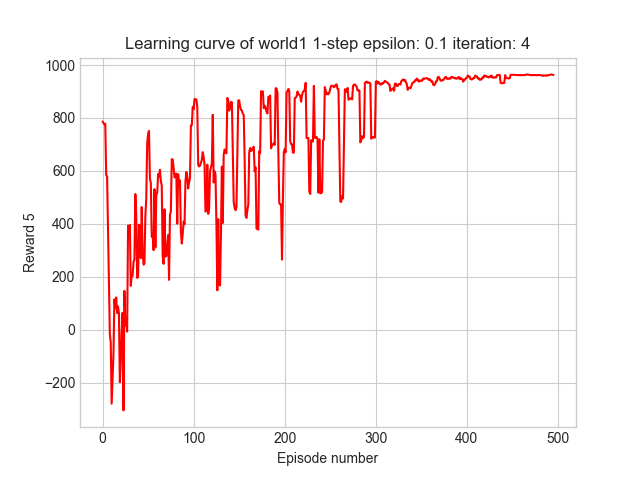 Learning curve of world1 1-step epsilon: 0.1 iteration: 4
1000
800
600
400
200
0
−200
Reward 5
0 100 200 300 400 500
Episode number